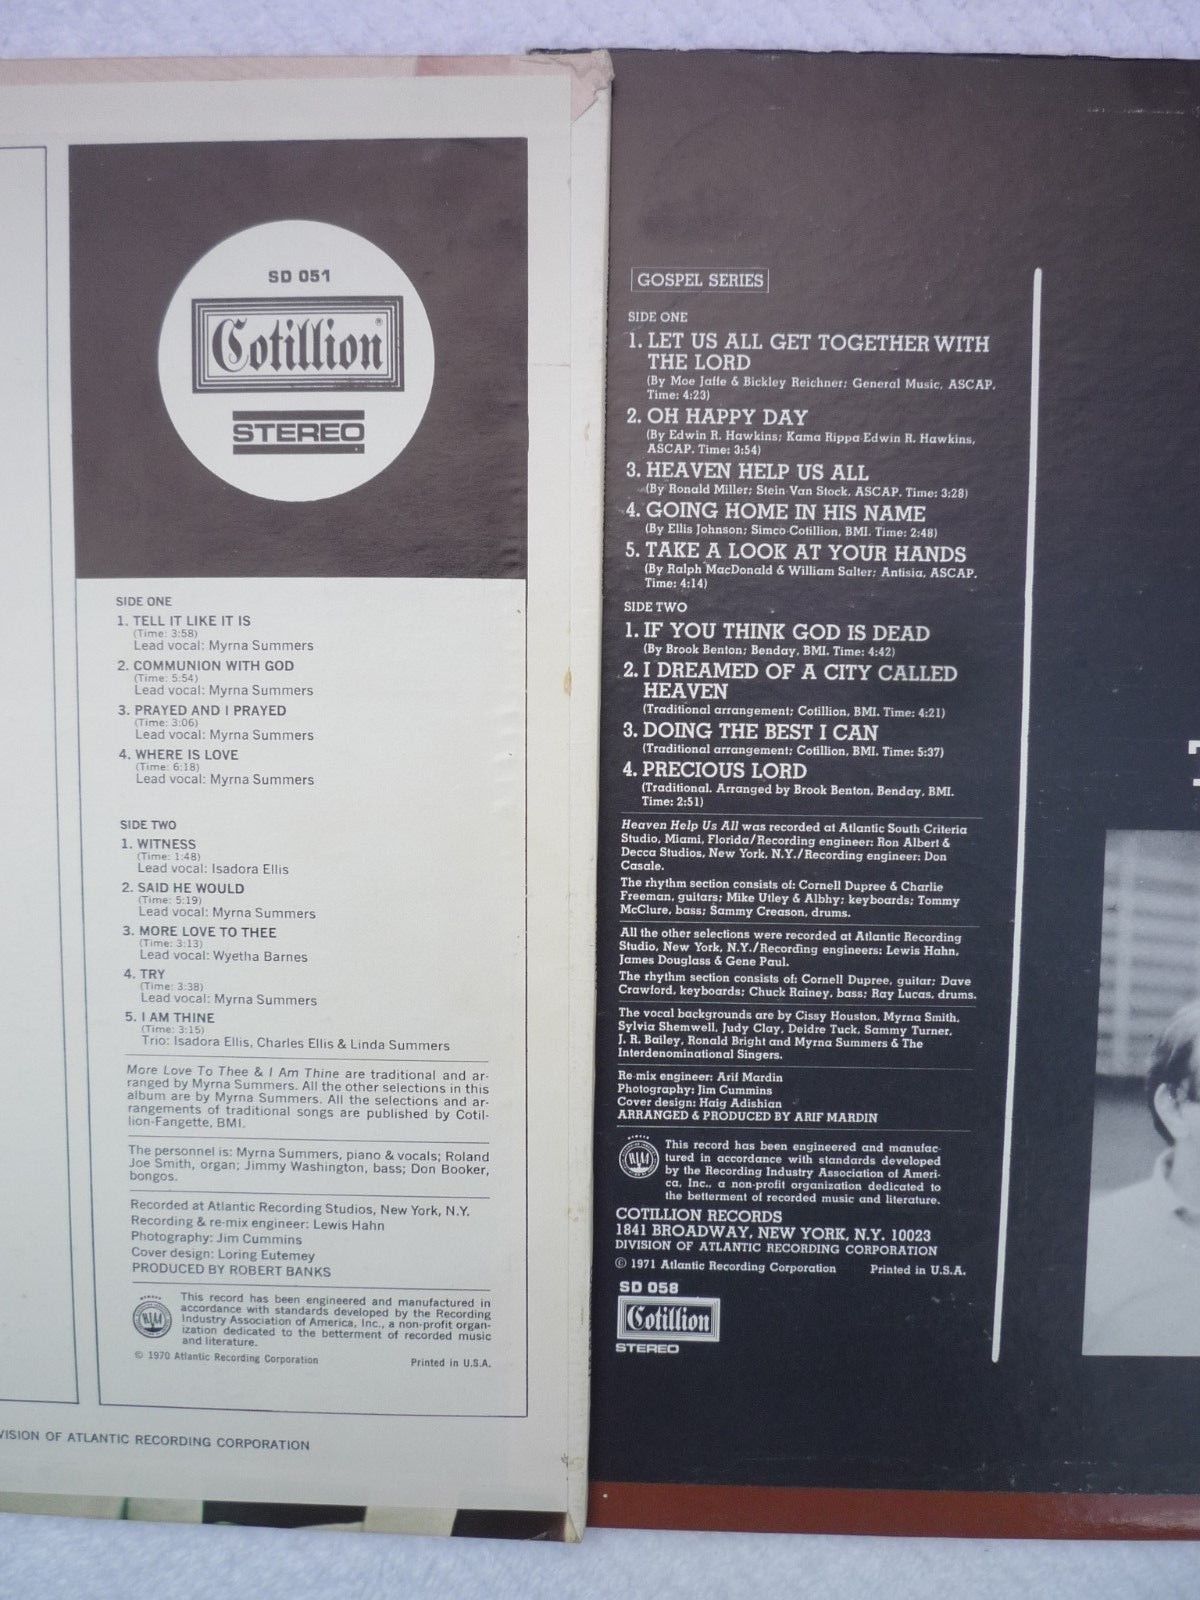 SD 051
Cotillion®
STEREO
SIDE ONE
1. TELL IT LIKE IT IS
(Time: 3:58)
Lead vocal: Myrna Summers
2. COMMUNION WITH GOD
(Time: 5:54)
Lead vocal: Myrna Summers
3. PRAYED AND I PRAYED
(Time: 3:06)
Lead vocal: Myrna Summers
4. WHERE IS LOVE
(Time: 6:18)
Lead vocal: Myrna Summers
SIDE TWO
1. WITNESS
(Time: 1:48)
Lead vocal: Isadora Ellis
2. SAID HE WOULD
(Time: 5:19)
Lead vocal: Myrna Summers
3. MORE LOVE TO THEE
(Time: 3:13)
Lead vocal: Wyetha Barnes
4. TRY
(Time: 3:38)
Lead vocal: Myrna Summers
5. I AM THINE
(Time: 3:15)
Trio: Isadora Ellis, Charles Ellis & Linda Summers
More Love To Thee & I Am Thine are traditional and ar-
ranged by Myrna Summers. All the other selections in this
album are by Myrna Summers. All the selections and ar-
rangements of traditional songs are published by Cotil-
lion-Fangette, BMI.
The personnel is: Myrna Summers, piano & vocals; Roland
Joe Smith, organ; Jimmy Washington, bass; Don Booker,
bongos.
Recorded at Atlantic Recording Studios, New York, N.Y.
Recording & re-mix engineer: Lewis Hahn
Photography: Jim Cummins
Cover design: Loring Eutemey
PRODUCED BY ROBERT BANKS
RIAA
This record has been engineered and manufactured in
accordance with standards developed by the Recording
Industry Association of America, Inc., a non-profit organ-
ization dedicated to the betterment of recorded music
and literature.
© 1970 Atlantic Recording Corporation Printed in U.S.A.
VISION OF ATLANTIC RECORDING CORPORATION
GOSPEL SERIES
SIDE ONE
1. LET US ALL GET TOGETHER WITH
THE LORD
(By Moe Jaffe & Bickley Reichner; General Music, ASCAP.
Time: 4:23)
2. OH HAPPY DAY
(By Edwin R. Hawkins; Kama Rippa-Edwin R. Hawkins,
ASCAP. Time: 3:54)
3. HEAVEN HELP US ALL
(By Ronald Miller; Stein-Van Stock, ASCAP. Time: 3:28)
4. GOING HOME IN HIS NAME
(By Ellis Johnson; Simco-Cotillion, BMI. Time: 2:48)
5. TAKE A LOOK AT YOUR HANDS
(By Ralph MacDonald & William Salter; Antisia, ASCAP.
Time: 4:14)
SIDE TWO
1. IF YOU THINK GOD IS DEAD
(By Brook Benton; Benday, BMI. Time: 4:42)
2. I DREAMED OF A CITY CALLED
HEAVEN
(Traditional arrangement; Cotillion, BMI. Time: 4:21)
3. DOING THE BEST I CAN
(Traditional arrangement; Cotillion, BMI. Time: 5:37)
4. PRECIOUS LORD
(Traditional. Arranged by Brook Benton, Benday, BMI.
Time: 2:51)
Heaven Help Us All was recorded at Atlantic South-Criteria
Studio, Miami, Florida/Recording engineer: Ron Albert &
Decca Studios, New York, N.Y./Recording engineer: Don
Casale.
The rhythm section consists of: Cornell Dupree & Charlie
Freeman, guitars; Mike Utley & Albhy; keyboards; Tommy
McClure, bass; Sammy Creason, drums.
All the other selections were recorded at Atlantic Recording
Studio, New York, N.Y./Recording engineers: Lewis Hahn,
James Douglass & Gene Paul.
The rhythm section consists of: Cornell Dupree, guitar; Dave
Crawford, keyboards; Chuck Rainey, bass; Ray Lucas, drums.
The vocal backgrounds are by Cissy Houston, Myrna Smith,
Sylvia Shemwell, Judy Clay, Deidre Tuck, Sammy Turner,
J. R. Bailey, Ronald Bright and Myrna Summers & The
Interdenominational Singers.
Re-mix engineer: Arif Mardin
Photography: Jim Cummins
Cover design: Haig Adishian
ARRANGED & PRODUCED BY ARIF MARDIN
RIAA
This record has been engineered and manufac-
tured in accordance with standards developed
by the Recording Industry Association of Ameri-
ca, Inc., a non-profit organization dedicated to
the betterment of recorded music and literature.
COTILLION RECORDS
1841 BROADWAY, NEW YORK, N.Y. 10023
DIVISION OF ATLANTIC RECORDING CORPORATION
© 1971 Atlantic Recording Corporation Printed in U.S.A.
SD 058
Cotillion
STEREO